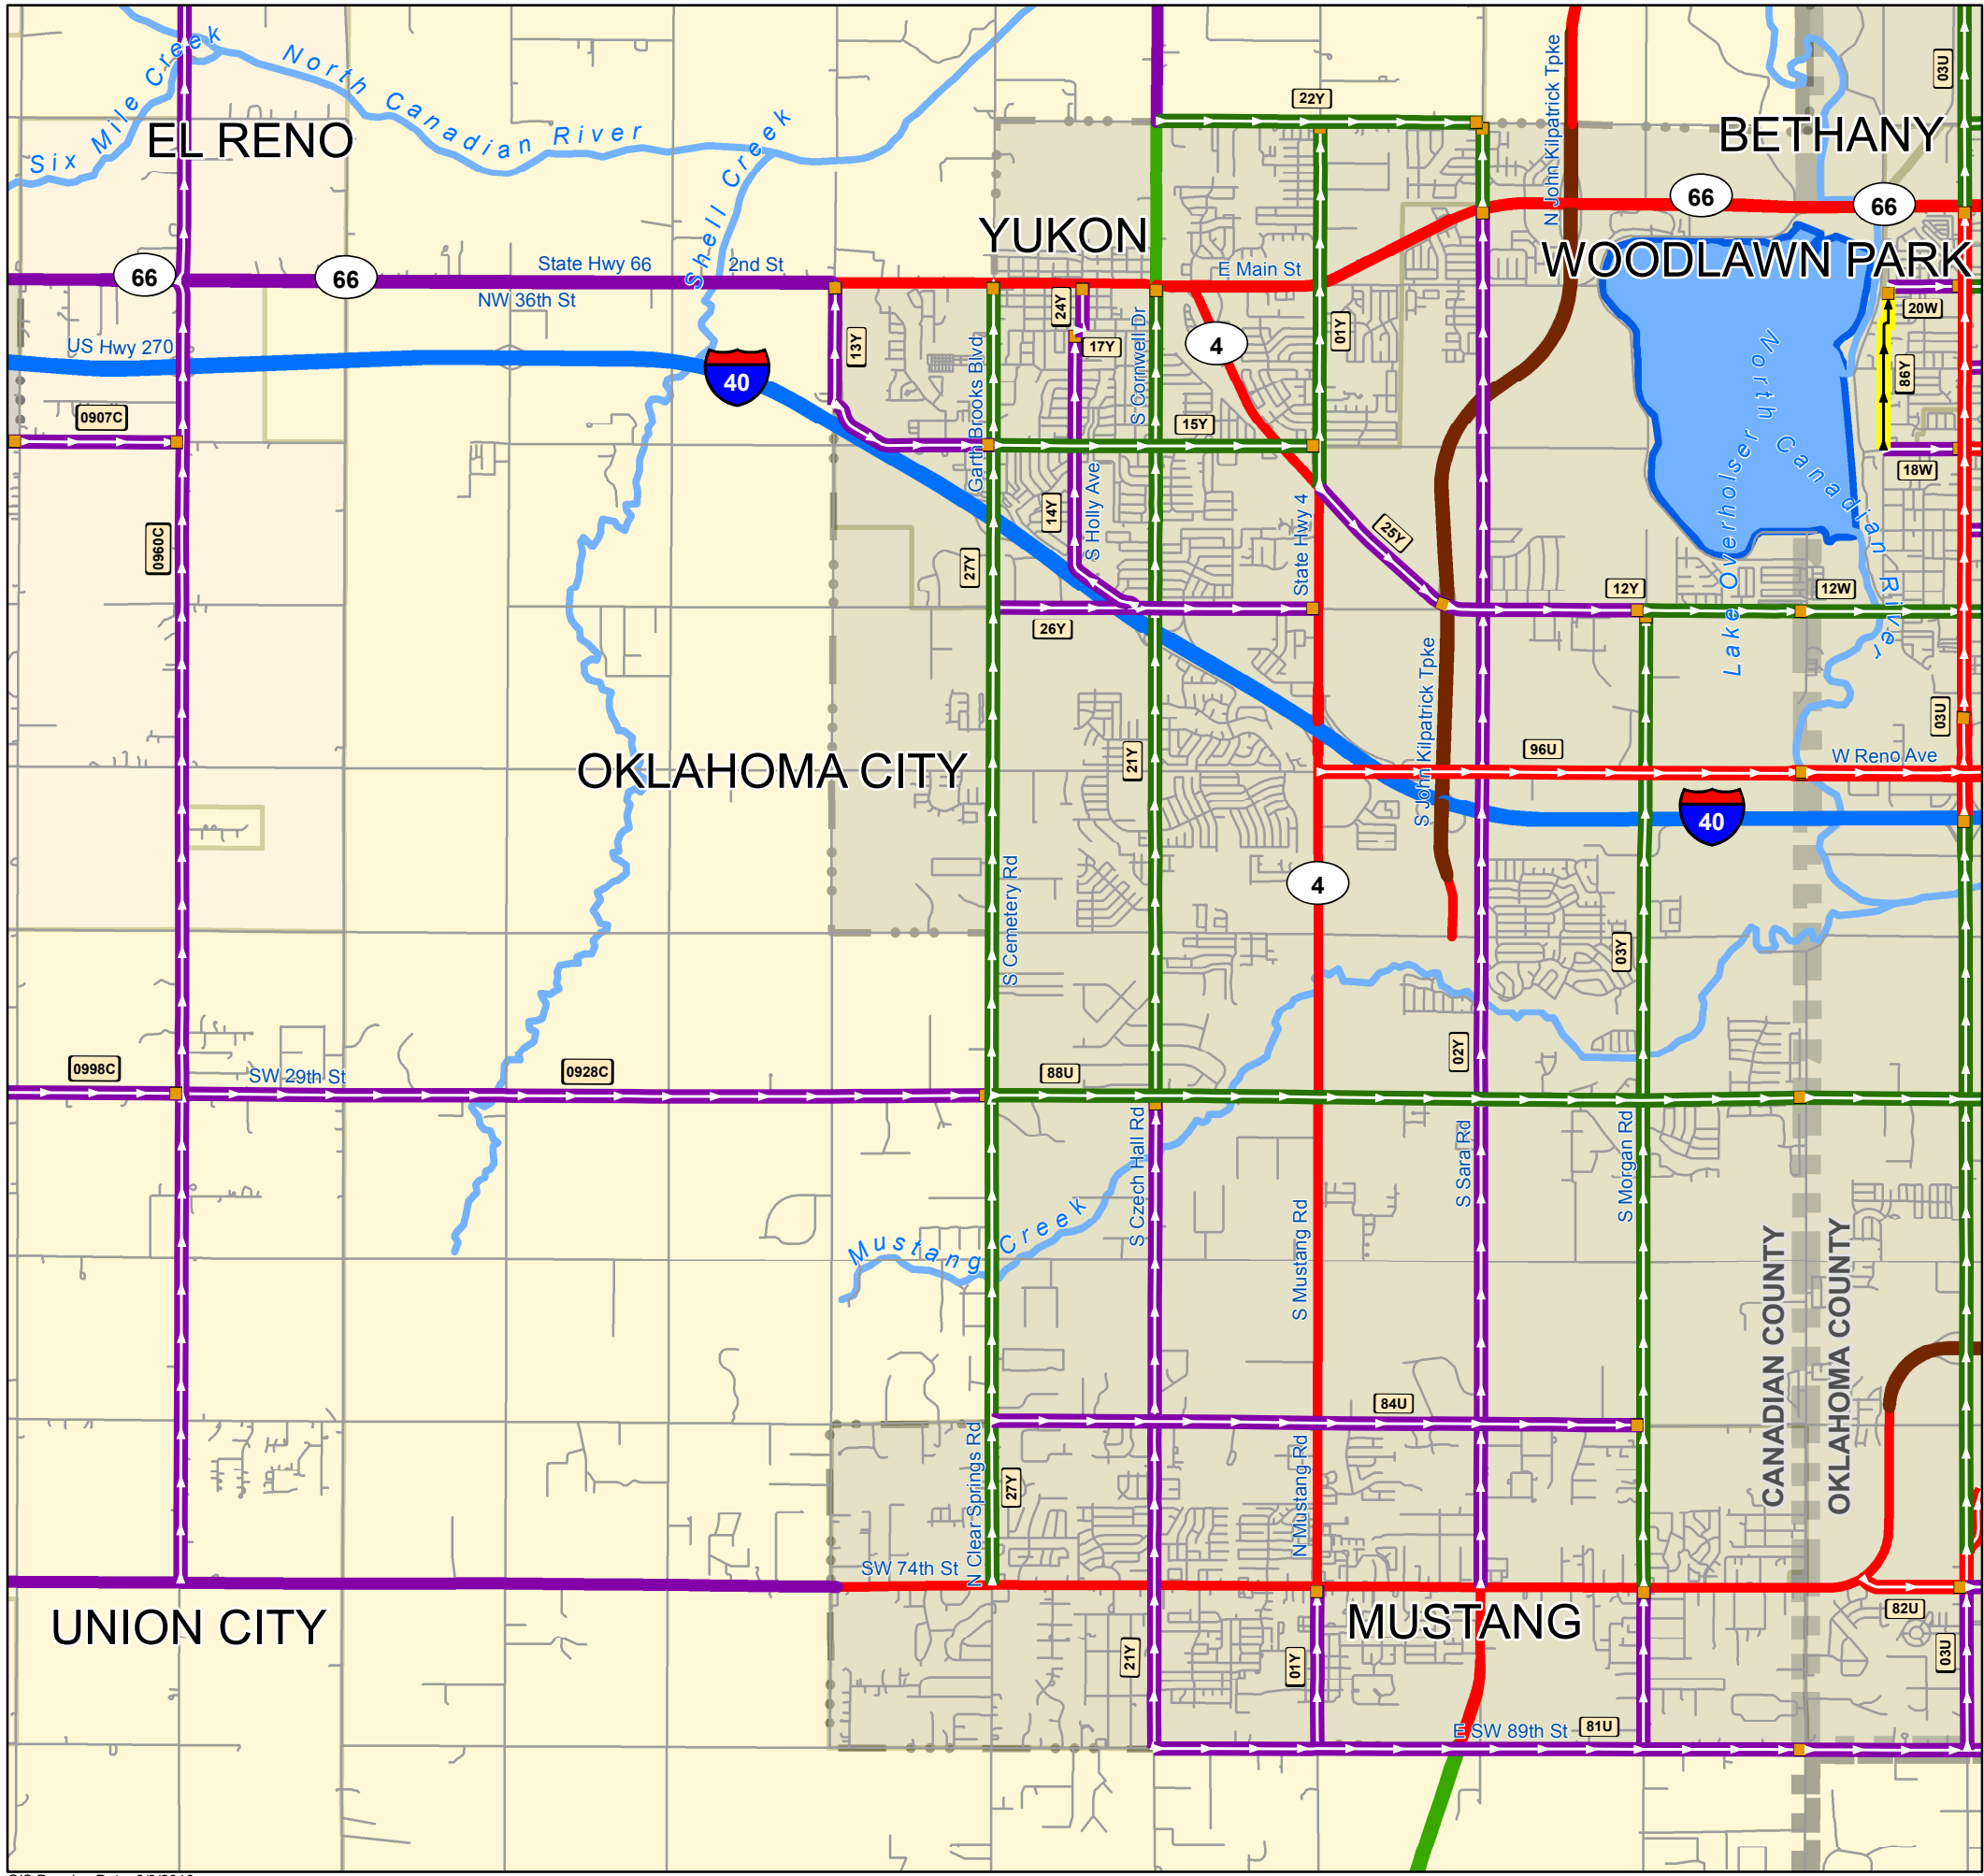 Six Mile Creek
North Canadian River
EL RENO
Shell Creek
22Y
N John Kilpatrick Tpke
BETHANY
03U
66
66
YUKON
WOODLAWN PARK
State Hwy 66
2nd St
E Main St
66
66
NW 36th St
US Hwy 270
40
13Y
Garth Brooks Blvd
24Y
17Y
S Cornwell Dr
4
01Y
20W
86Y
0907C
15Y
18W
Lake Overholser
North Canadian River
0960C
27Y
14Y
S Holly Ave
State Hwy 4
25Y
12Y
12W
26Y
S John Kilpatrick Tpke
OKLAHOMA CITY
21Y
96U
03U
W Reno Ave
40
4
S Cemetery Rd
03Y
02Y
0998C
SW 29th St
0928C
88U
S Czech Hall Rd
S Sara Rd
S Morgan Rd
Mustang Creek
S Mustang Rd
CANADIAN COUNTY
OKLAHOMA COUNTY
84U
N Clear Springs Rd
27Y
N Mustang Rd
SW 74th St
UNION CITY
MUSTANG
82U
21Y
01Y
03U
E SW 89th St
81U